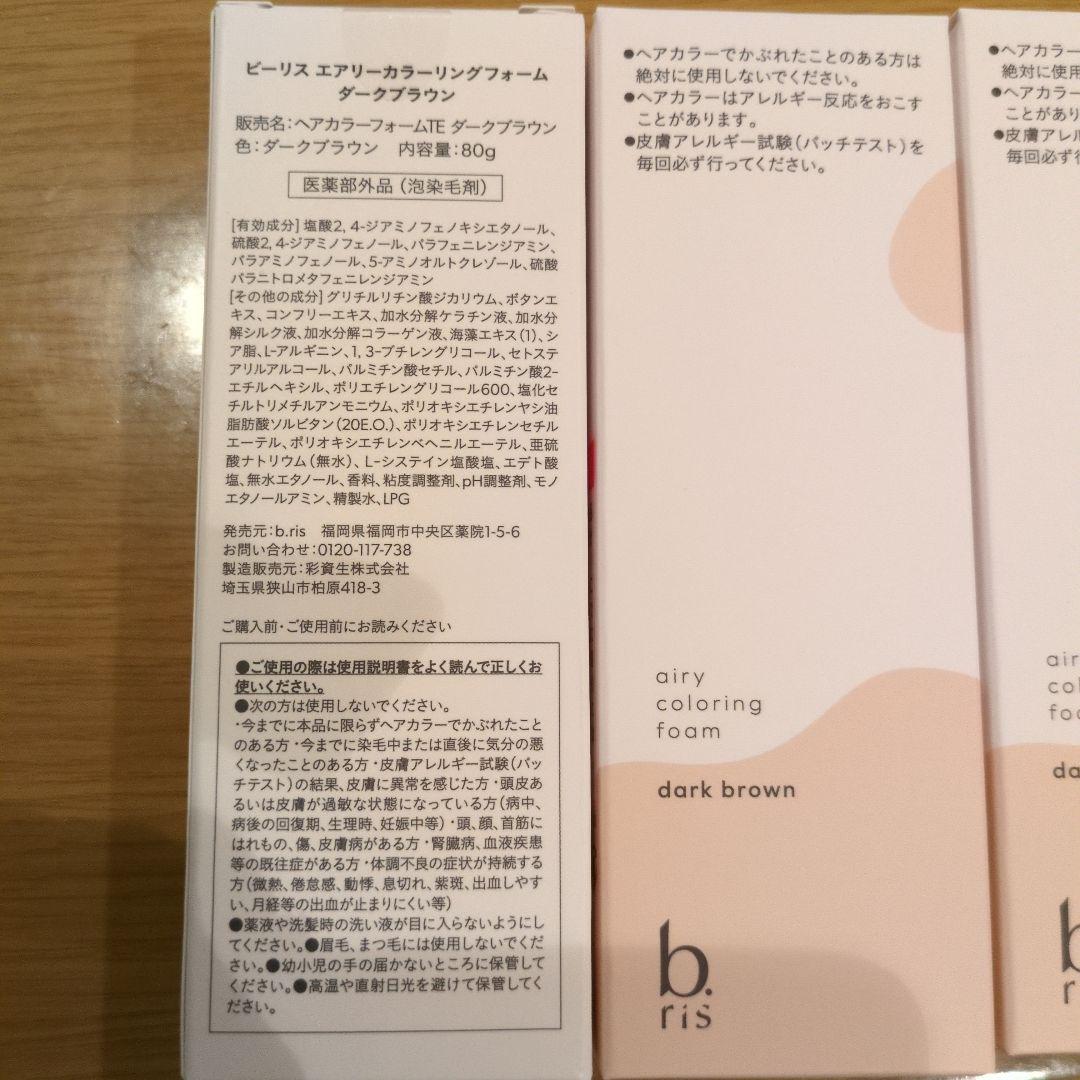 ビーリス エアリーカラーリングフォーム
ダークブラウン
販売名:ヘアカラーフォームTE ダークブラウン
色:ダークブラウン 内容量:80g
医薬部外品(泡染毛剤)
[有効成分]塩酸2, 4-ジアミノフェノキシエタノール、
硫酸2, 4-ジアミノフェノール、パラフェニレンジアミン、
パラアミノフェノール、5-アミノオルトクレゾール、硫酸
パラニトロメタフェニレンジアミン
[その他の成分]グリチルリチン酸ジカリウム、ボタンエ
キス、コンフリーエキス、加水分解ケラチン液、加水分
解シルク液、加水分解コラーゲン液、海藻エキス(1)、シ
ア脂、L-アルギニン、1, 3-ブチレングリコール、セトステ
アリルアルコール、パルミチン酸セチル、パルミチン酸2-
エチルヘキシル、ポリエチレングリコール600、塩化セ
チルトリメチルアンモニウム、ポリオキシエチレンヤシ油
脂肪酸ソルビタン(20E.O.)、ポリオキシエチレンセチル
エーテル、ポリオキシエチレンベヘニルエーテル、亜硫
酸ナトリウム(無水)、L-システイン塩酸塩、エデト酸
塩、無水エタノール、香料、粘度調整剤、pH調整剤、モノ
エタノールアミン、精製水、LPG
発売元:b.ris 福岡県福岡市中央区薬院1-5-6
お問い合わせ:0120-117-738
製造販売元:彩資生株式会社
埼玉県狭山市柏原418-3
ご購入前・ご使用前にお読みください
●ご使用の際は使用説明書をよく読んで正しくお
使いください。
●次の方は使用しないでください。
・今までに本品に限らずヘアカラーでかぶれたこと
のある方・今までに染毛中または直後に気分の悪
くなったことのある方・皮膚アレルギー試験(パッ
チテスト)の結果、皮膚に異常を感じた方・頭皮あ
るいは皮膚が過敏な状態になっている方(病中、
病後の回復期、生理時、妊娠中等)・頭、顔、首筋に
はれもの、傷、皮膚病がある方・腎臓病、血液疾患
等の既往症がある方・体調不良の症状が持続する
方(微熱、倦怠感、動悸、息切れ、紫斑、出血しやす
い、月経等の出血が止まりにくい等)
●薬液や洗髪時の洗い液が目に入らないようにし
てください。●眉毛、まつ毛には使用しないでくだ
さい。●幼小児の手の届かないところに保管して
ください。●高温や直射日光を避けて保管してく
ださい。
●ヘアカラーでかぶれたことのある方は
絶対に使用しないでください。
●ヘアカラーはアレルギー反応をおこす
ことがあります。
●皮膚アレルギー試験(パッチテスト)を
毎回必ず行ってください。
airy
coloring
foam
dark brown
b.
ris
●ヘアカラー
絶対に使用
●ヘアカラー
ことがあり
●皮膚アレル
毎回必ず行
air
col
foa
da
b
r